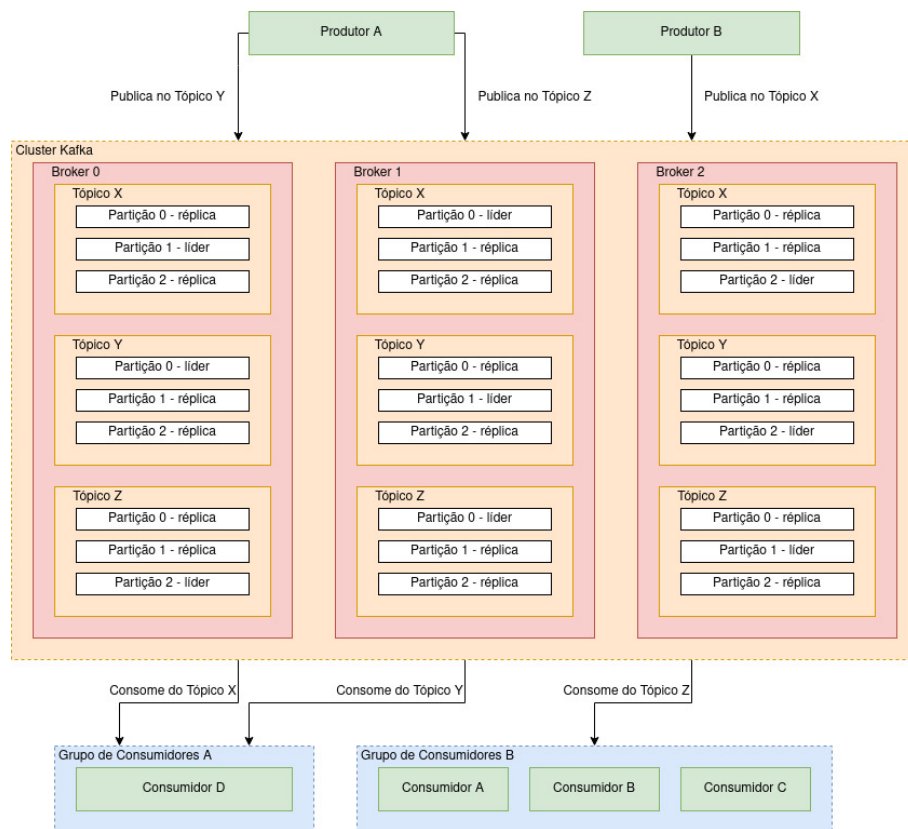 Produtor A
Produtor B
Publica no Tópico Y
Publica no Tópico Z
Publica no Tópico X
Cluster Kafka
Broker 0
Tópico X
Partição 0 - réplica
Partição 1 - líder
Partição 2 - réplica
Tópico Y
Partição 0 - líder
Partição 1 - réplica
Partição 2 - réplica
Tópico Z
Partição 0 - réplica
Partição 1 - réplica
Partição 2 - líder
Broker 1
Tópico X
Partição 0 - líder
Partição 1 - réplica
Partição 2 - réplica
Tópico Y
Partição 0 - réplica
Partição 1 - líder
Partição 2 - réplica
Tópico Z
Partição 0 - líder
Partição 1 - réplica
Partição 2 - réplica
Broker 2
Tópico X
Partição 0 - réplica
Partição 1 - réplica
Partição 2 - líder
Tópico Y
Partição 0 - réplica
Partição 1 - réplica
Partição 2 - líder
Tópico Z
Partição 0 - réplica
Partição 1 - líder
Partição 2 - réplica
Consome do Tópico X
Consome do Tópico Y
Consome do Tópico Z
Grupo de Consumidores A
Consumidor D
Grupo de Consumidores B
Consumidor A
Consumidor B
Consumidor C